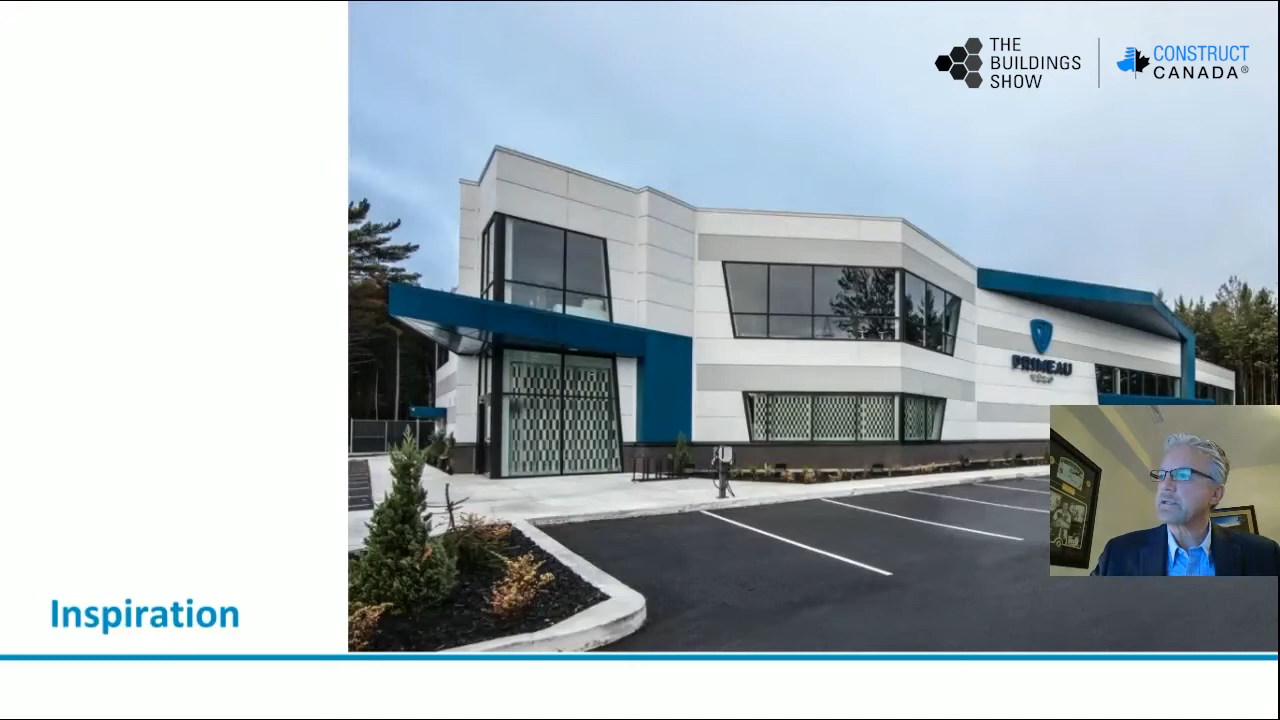 THE
BUILDINGS
SHOW
CONSTRUCT
CANADA®
PRIMEAU
Inspiration